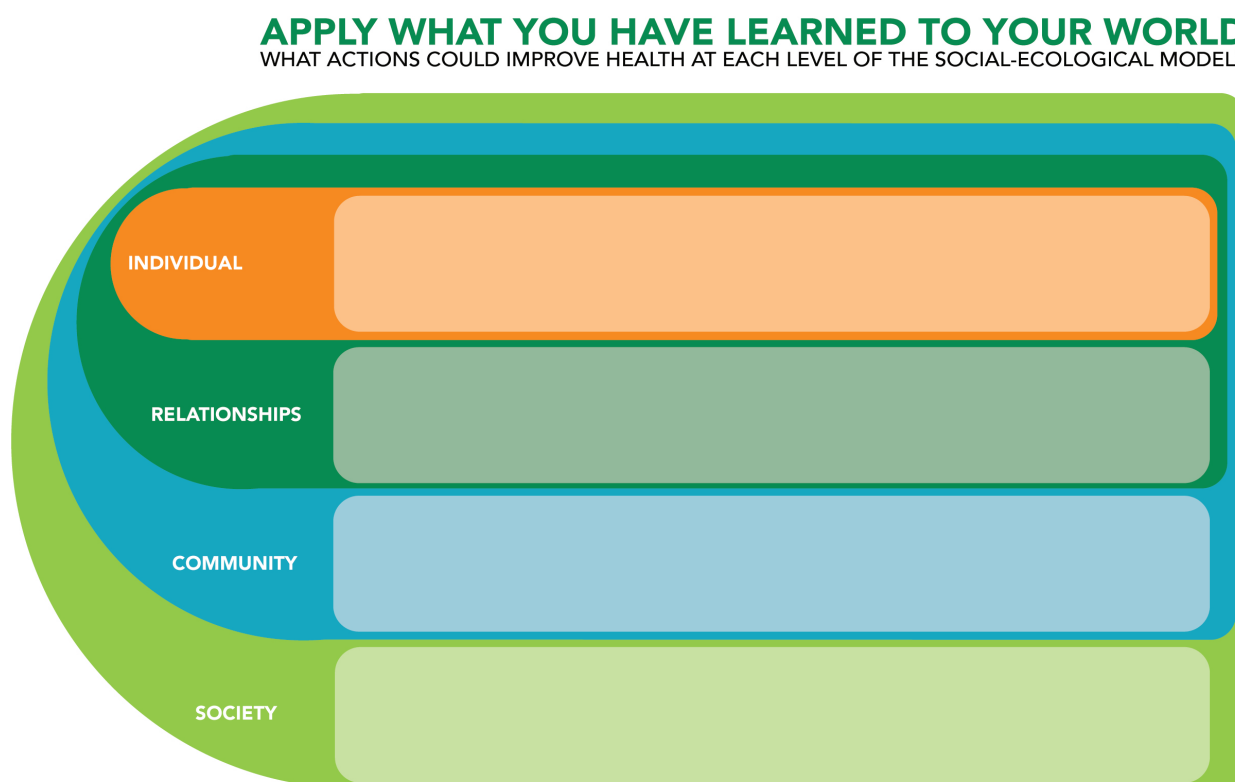 APPLY WHAT YOU HAVE LEARNED TO YOUR WORLD
WHAT ACTIONS COULD IMPROVE HEALTH AT EACH LEVEL OF THE SOCIAL-ECOLOGICAL MODEL
INDIVIDUAL
RELATIONSHIPS
COMMUNITY
SOCIETY